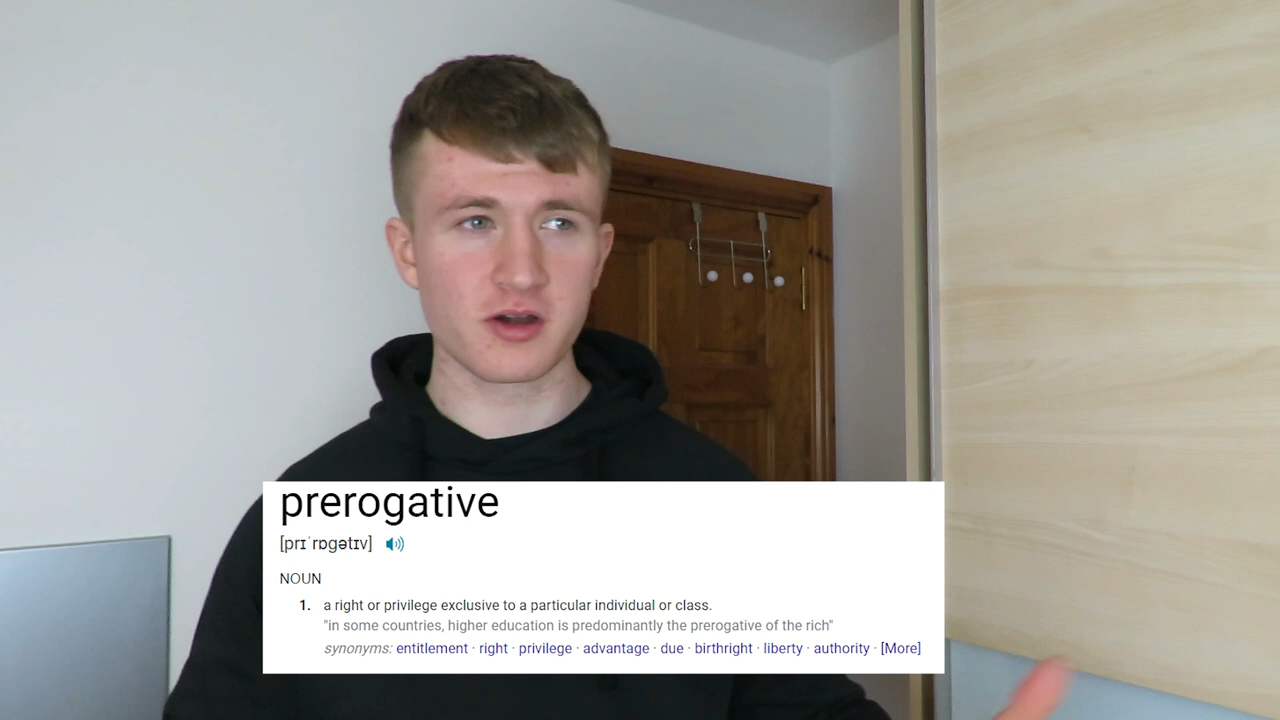 prerogative
[prɪˈrɒɡətɪv]
NOUN
1. a right or privilege exclusive to a particular individual or class.
"in some countries, higher education is predominantly the prerogative of the rich"
synonyms: entitlement · right · privilege · advantage · due · birthright · liberty · authority · [More]